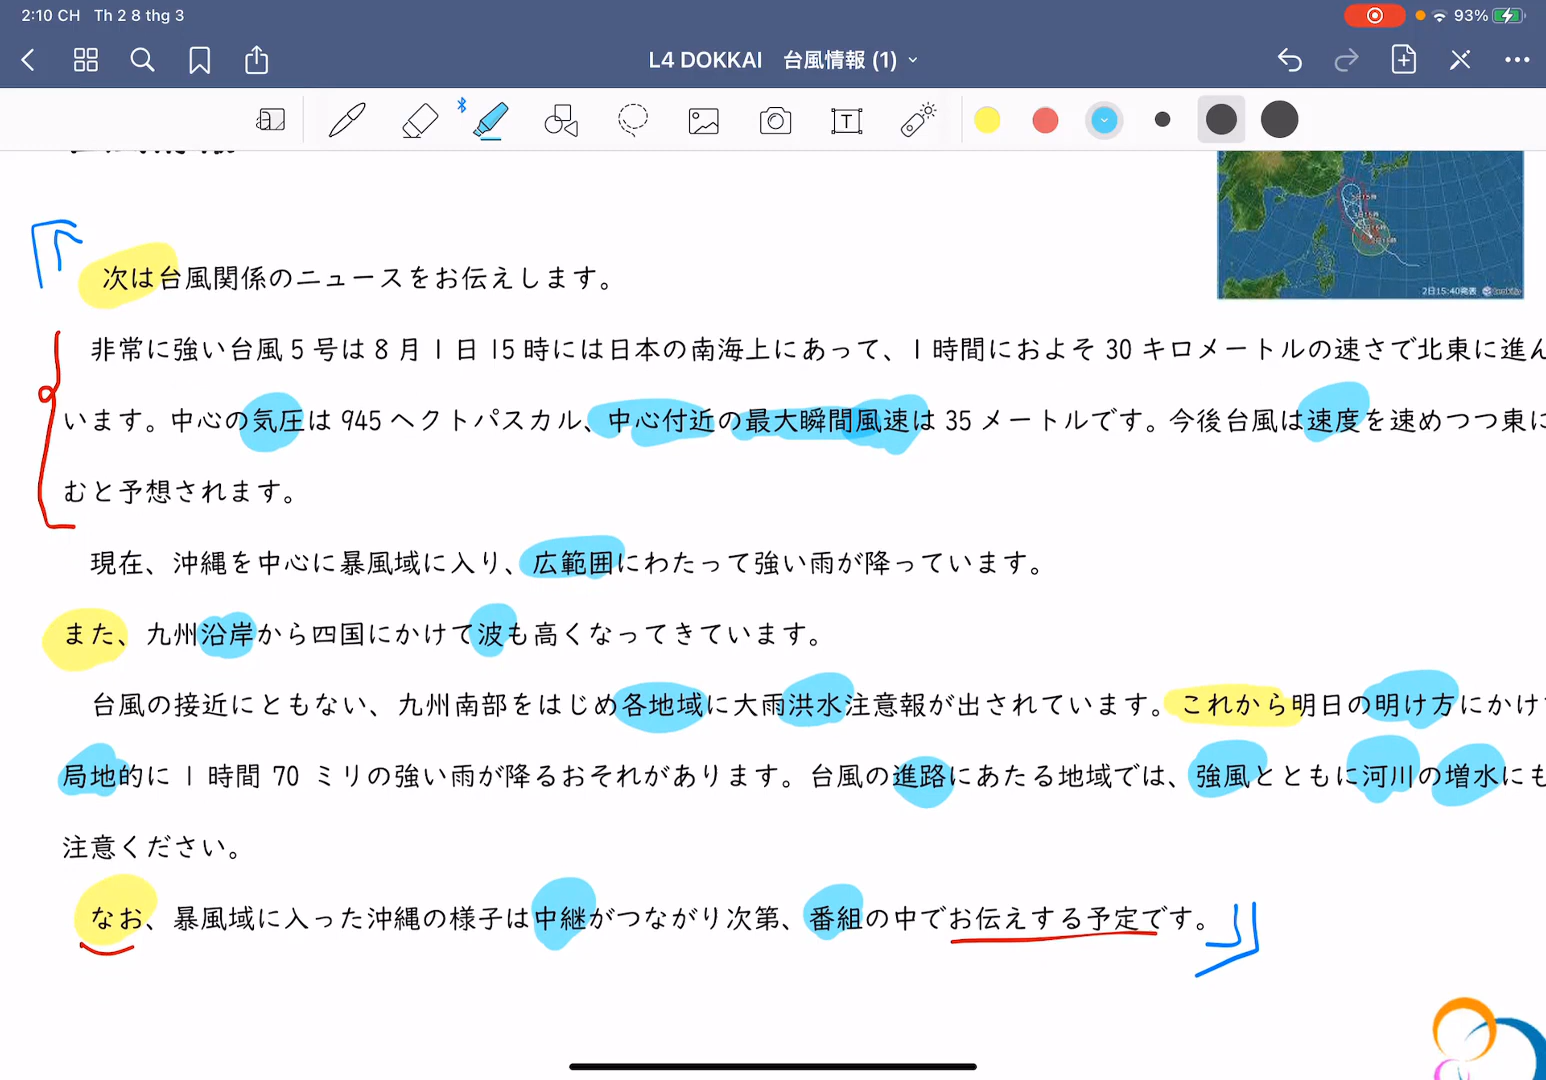 2:10 CH Th 2 8 thg 3
93%
L4 DOKKAI 台風情報 (1)
T
次は台風関係のニュースをお伝えします。
2日15:40発表
非常に強い台風5号は8月1日15時には日本の南海上にあって、1時間におよそ30キロメートルの速さで北東に進ん
います。中心の気圧は945ヘクトパスカル、中心付近の最大瞬間風速は35メートルです。今後台風は速度を速めつつ東に
むと予想されます。
現在、沖縄を中心に暴風域に入り、広範囲にわたって強い雨が降っています。
また、九州沿岸から四国にかけて波も高くなってきています。
台風の接近にともない、九州南部をはじめ各地域に大雨洪水注意報が出されています。これから明日の明け方にかけ
局地的に1時間70ミリの強い雨が降るおそれがあります。台風の進路にあたる地域では、強風とともに河川の増水にも
注意ください。
なお、暴風域に入った沖縄の様子は中継がつながり次第、番組の中でお伝えする予定です。